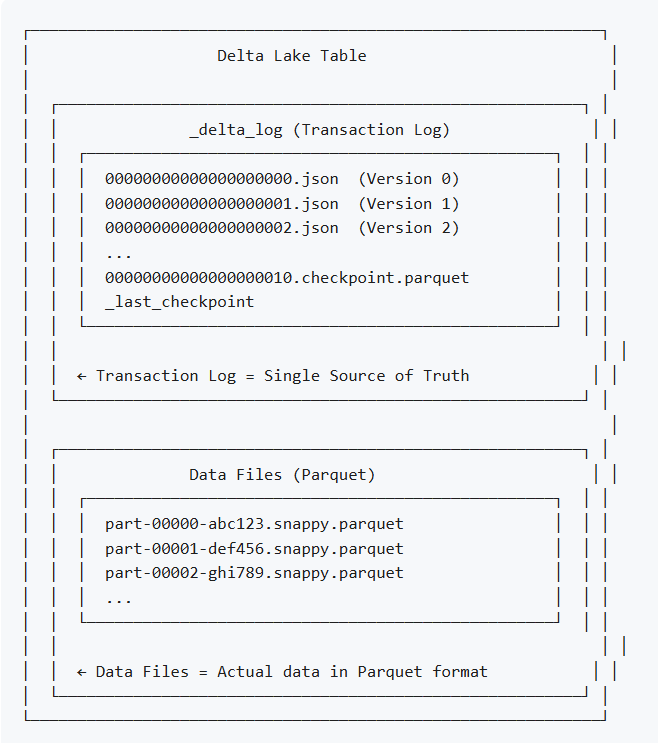 Delta Lake Table
_delta_log (Transaction Log)
00000000000000000000.json  (Version 0)
00000000000000000001.json  (Version 1)
00000000000000000002.json  (Version 2)
...
00000000000000000010.checkpoint.parquet
_last_checkpoint
← Transaction Log = Single Source of Truth
Data Files (Parquet)
part-00000-abc123.snappy.parquet
part-00001-def456.snappy.parquet
part-00002-ghi789.snappy.parquet
...
← Data Files = Actual data in Parquet format